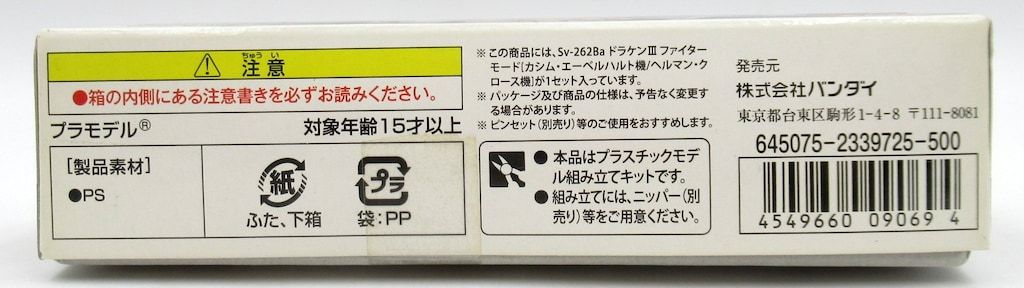 ちゅう い
注意
●箱の内側にある注意書きを必ずお読みください。
プラモデル® 対象年齢15才以上
[製品素材]
●PS
紙
ふた、下箱
プラ
袋:PP
※ この商品には、Sv-262Ba ドラケンⅢ ファイター
モード[カシム・エーベルハルト機/ヘルマン・ク
ロース機]が1セット入っています。
※ パッケージ及び商品の仕様は、予告なく変更す
る場合があります。
※ ピンセット(別売り)等のご使用をおすすめします。
● 本品はプラスチックモデ
ル組み立てキットです。
● 組み立てには、ニッパー(別
売り)等をご用意ください。
発売元
株式会社バンダイ
東京都台東区駒形1-4-8 〒111-8081
645075-2339725-500
4549660 09069 4